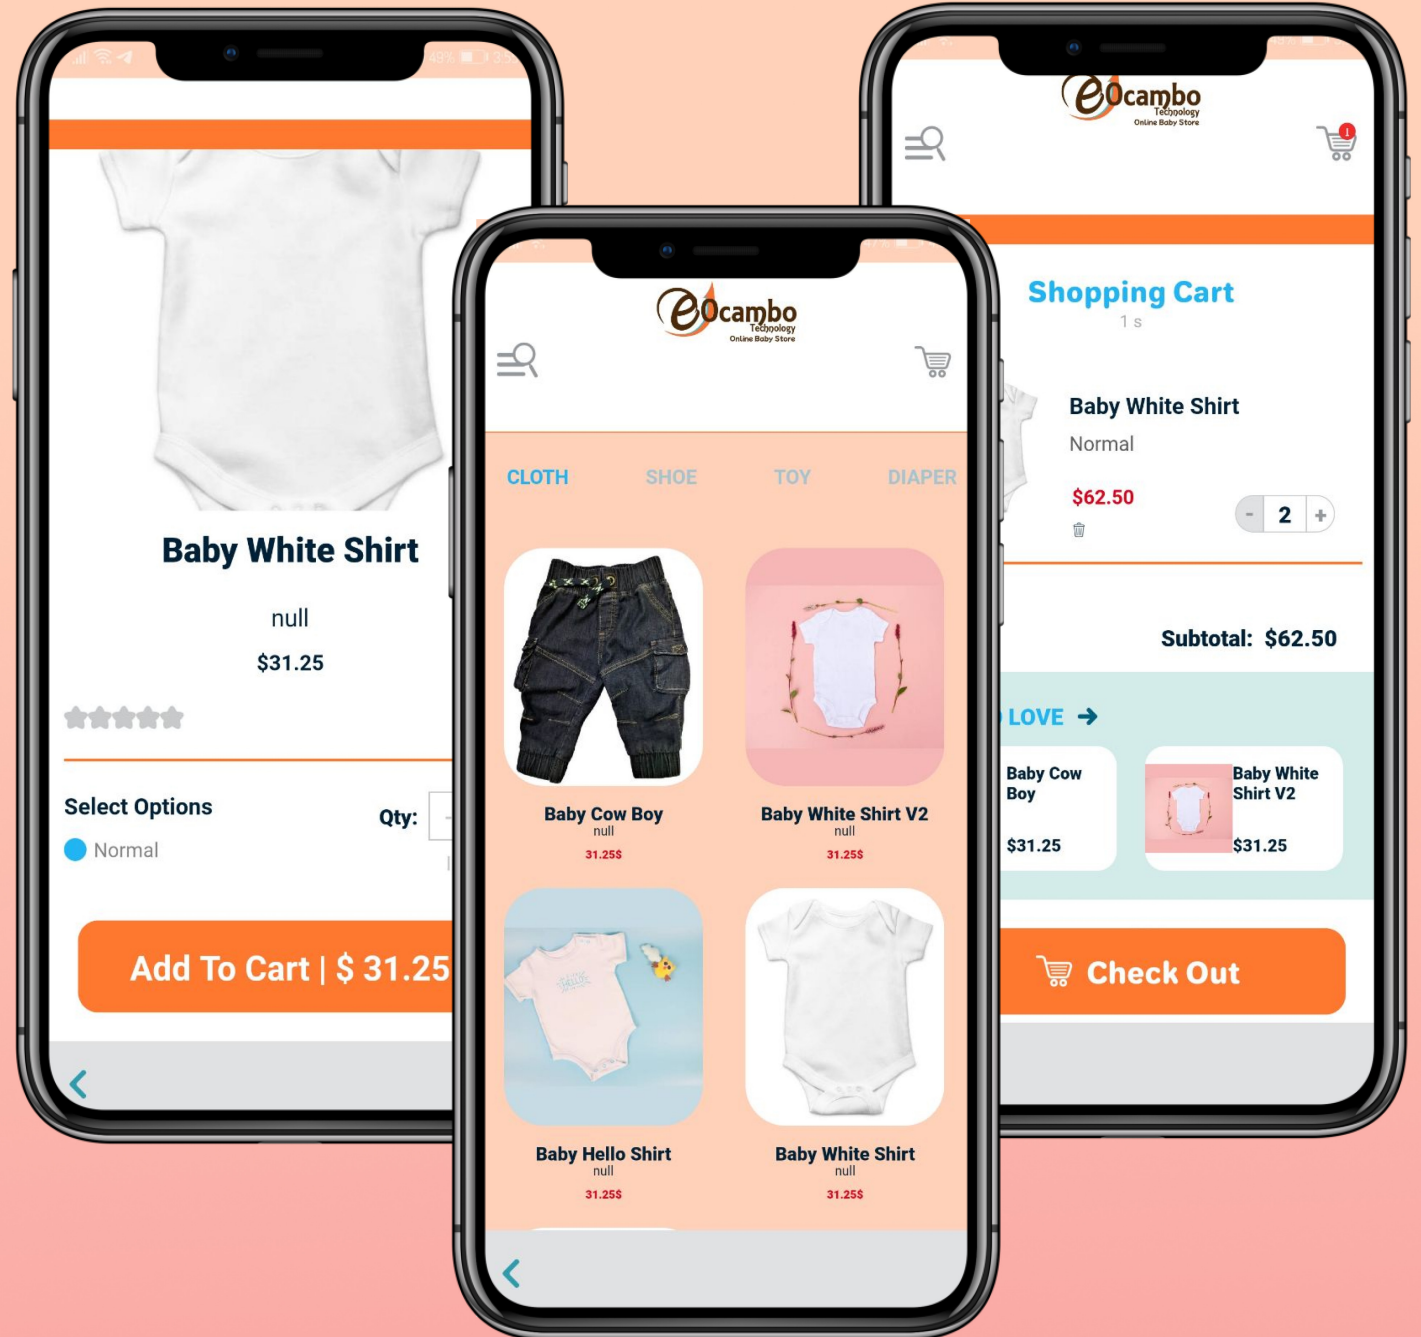 49%
Baby White Shirt
null
$31.25
Select Options
Qty:
Normal
Add To Cart | $ 31.25
eOcambo
Technology
Online Baby Store
CLOTH SHOE TOY DIAPER
Baby Cow Boy
null
31.25$
Baby White Shirt V2
null
31.25$
HELLO
Baby Hello Shirt
null
31.25$
Baby White Shirt
null
31.25$
eOcambo
Technology
Online Baby Store
1
Shopping Cart
1 s
Baby White Shirt
Normal
$62.50
- 2 +
Subtotal: $62.50
LOVE
Baby Cow
Boy
$31.25
Baby White
Shirt V2
$31.25
Check Out